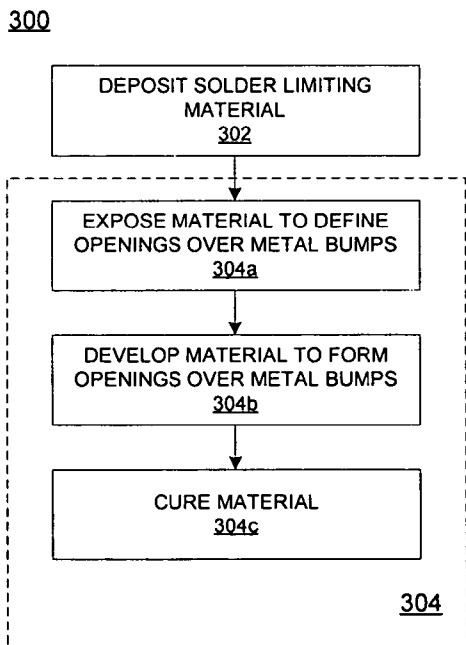 300
DEPOSIT SOLDER LIMITING
MATERIAL
302
EXPOSE MATERIAL TO DEFINE
OPENINGS OVER METAL BUMPS
304a
DEVELOP MATERIAL TO FORM
OPENINGS OVER METAL BUMPS
304b
CURE MATERIAL
304c
304